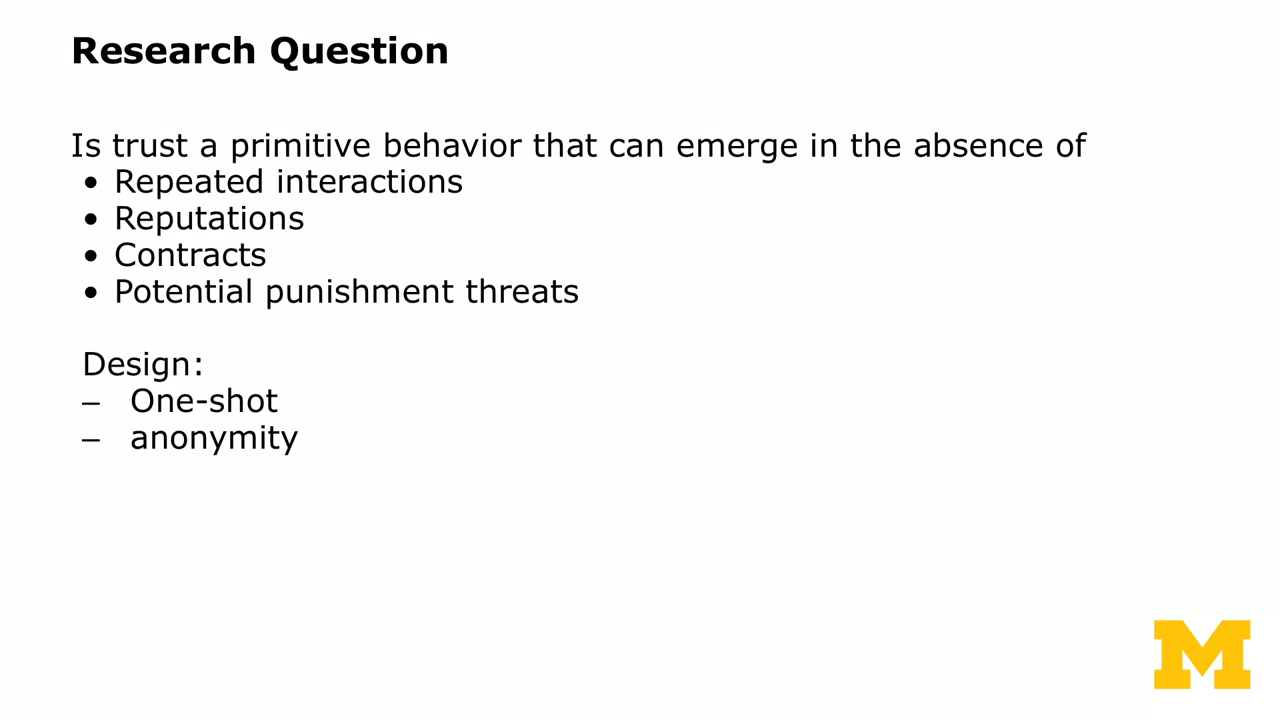 Research Question
Is trust a primitive behavior that can emerge in the absence of
• Repeated interactions
• Reputations
• Contracts
• Potential punishment threats
Design:
– One-shot
– anonymity
M